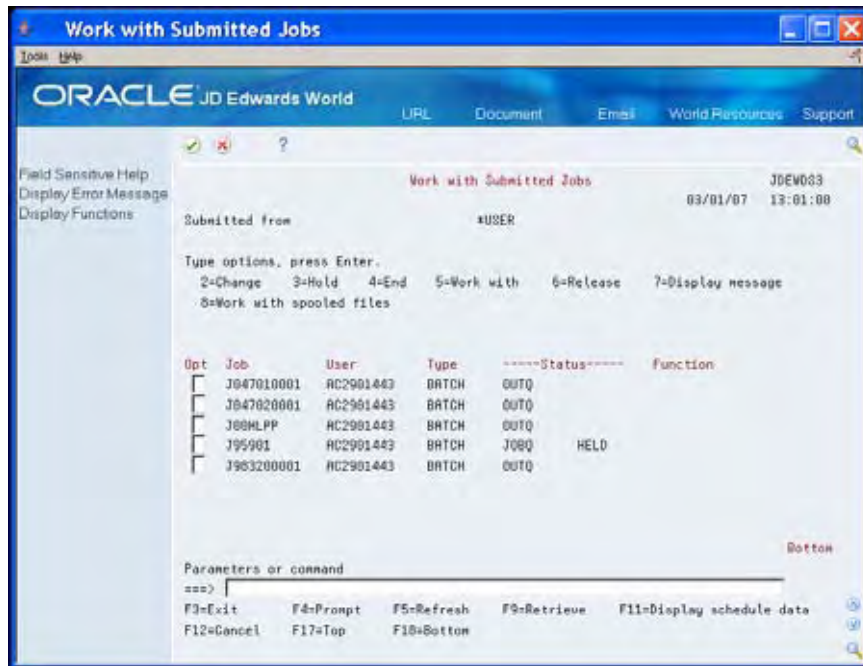 Work with Submitted Jobs
Tools Help
ORACLE JD Edwards World
URL Document Email World Resources Support
?
Field Sensitive Help
Display Error Message
Display Functions
Work with Submitted Jobs JDEWDS3
03/01/07 13:01:00
Submitted from *USER
Type options, press Enter.
2=Change 3=Hold 4=End 5=Work with 6=Release 7=Display message
8=Work with spooled files
Opt Job User Type -----Status----- Function
J047010001 AC2901443 BATCH OUTQ
J047020001 AC2901443 BATCH OUTQ
J00HLPP AC2901443 BATCH OUTQ
J95901 AC2901443 BATCH JOBQ HELD
J983200001 AC2901443 BATCH OUTQ
Bottom
Parameters or command
===>
F3=Exit F4=Prompt F5=Refresh F9=Retrieve F11=Display schedule data
F12=Cancel F17=Top F18=Bottom